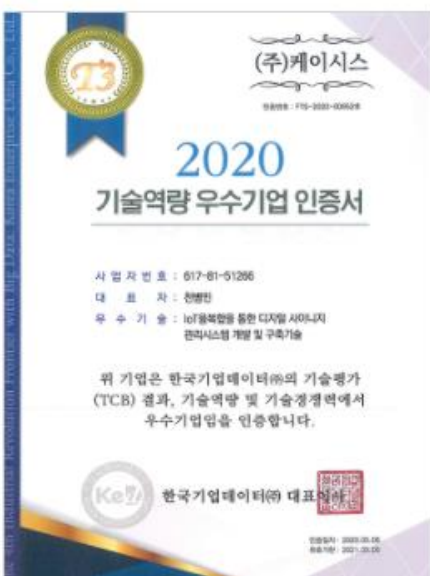 T3
(주)케이시스
2020
기술역량 우수기업 인증서
사업자번호 : 617-81-51266
대 표 자 : 전병민
우 수 기 술 : IoT융복합을 통한 디지털 사이니지
관리시스템 개발 및 구축기술
위 기업은 한국기업데이터㈜의 기술평가
(TCB) 결과, 기술역량 및 기술경쟁력에서
우수기업임을 인증합니다.
한국기업데이터㈜ 대표이사